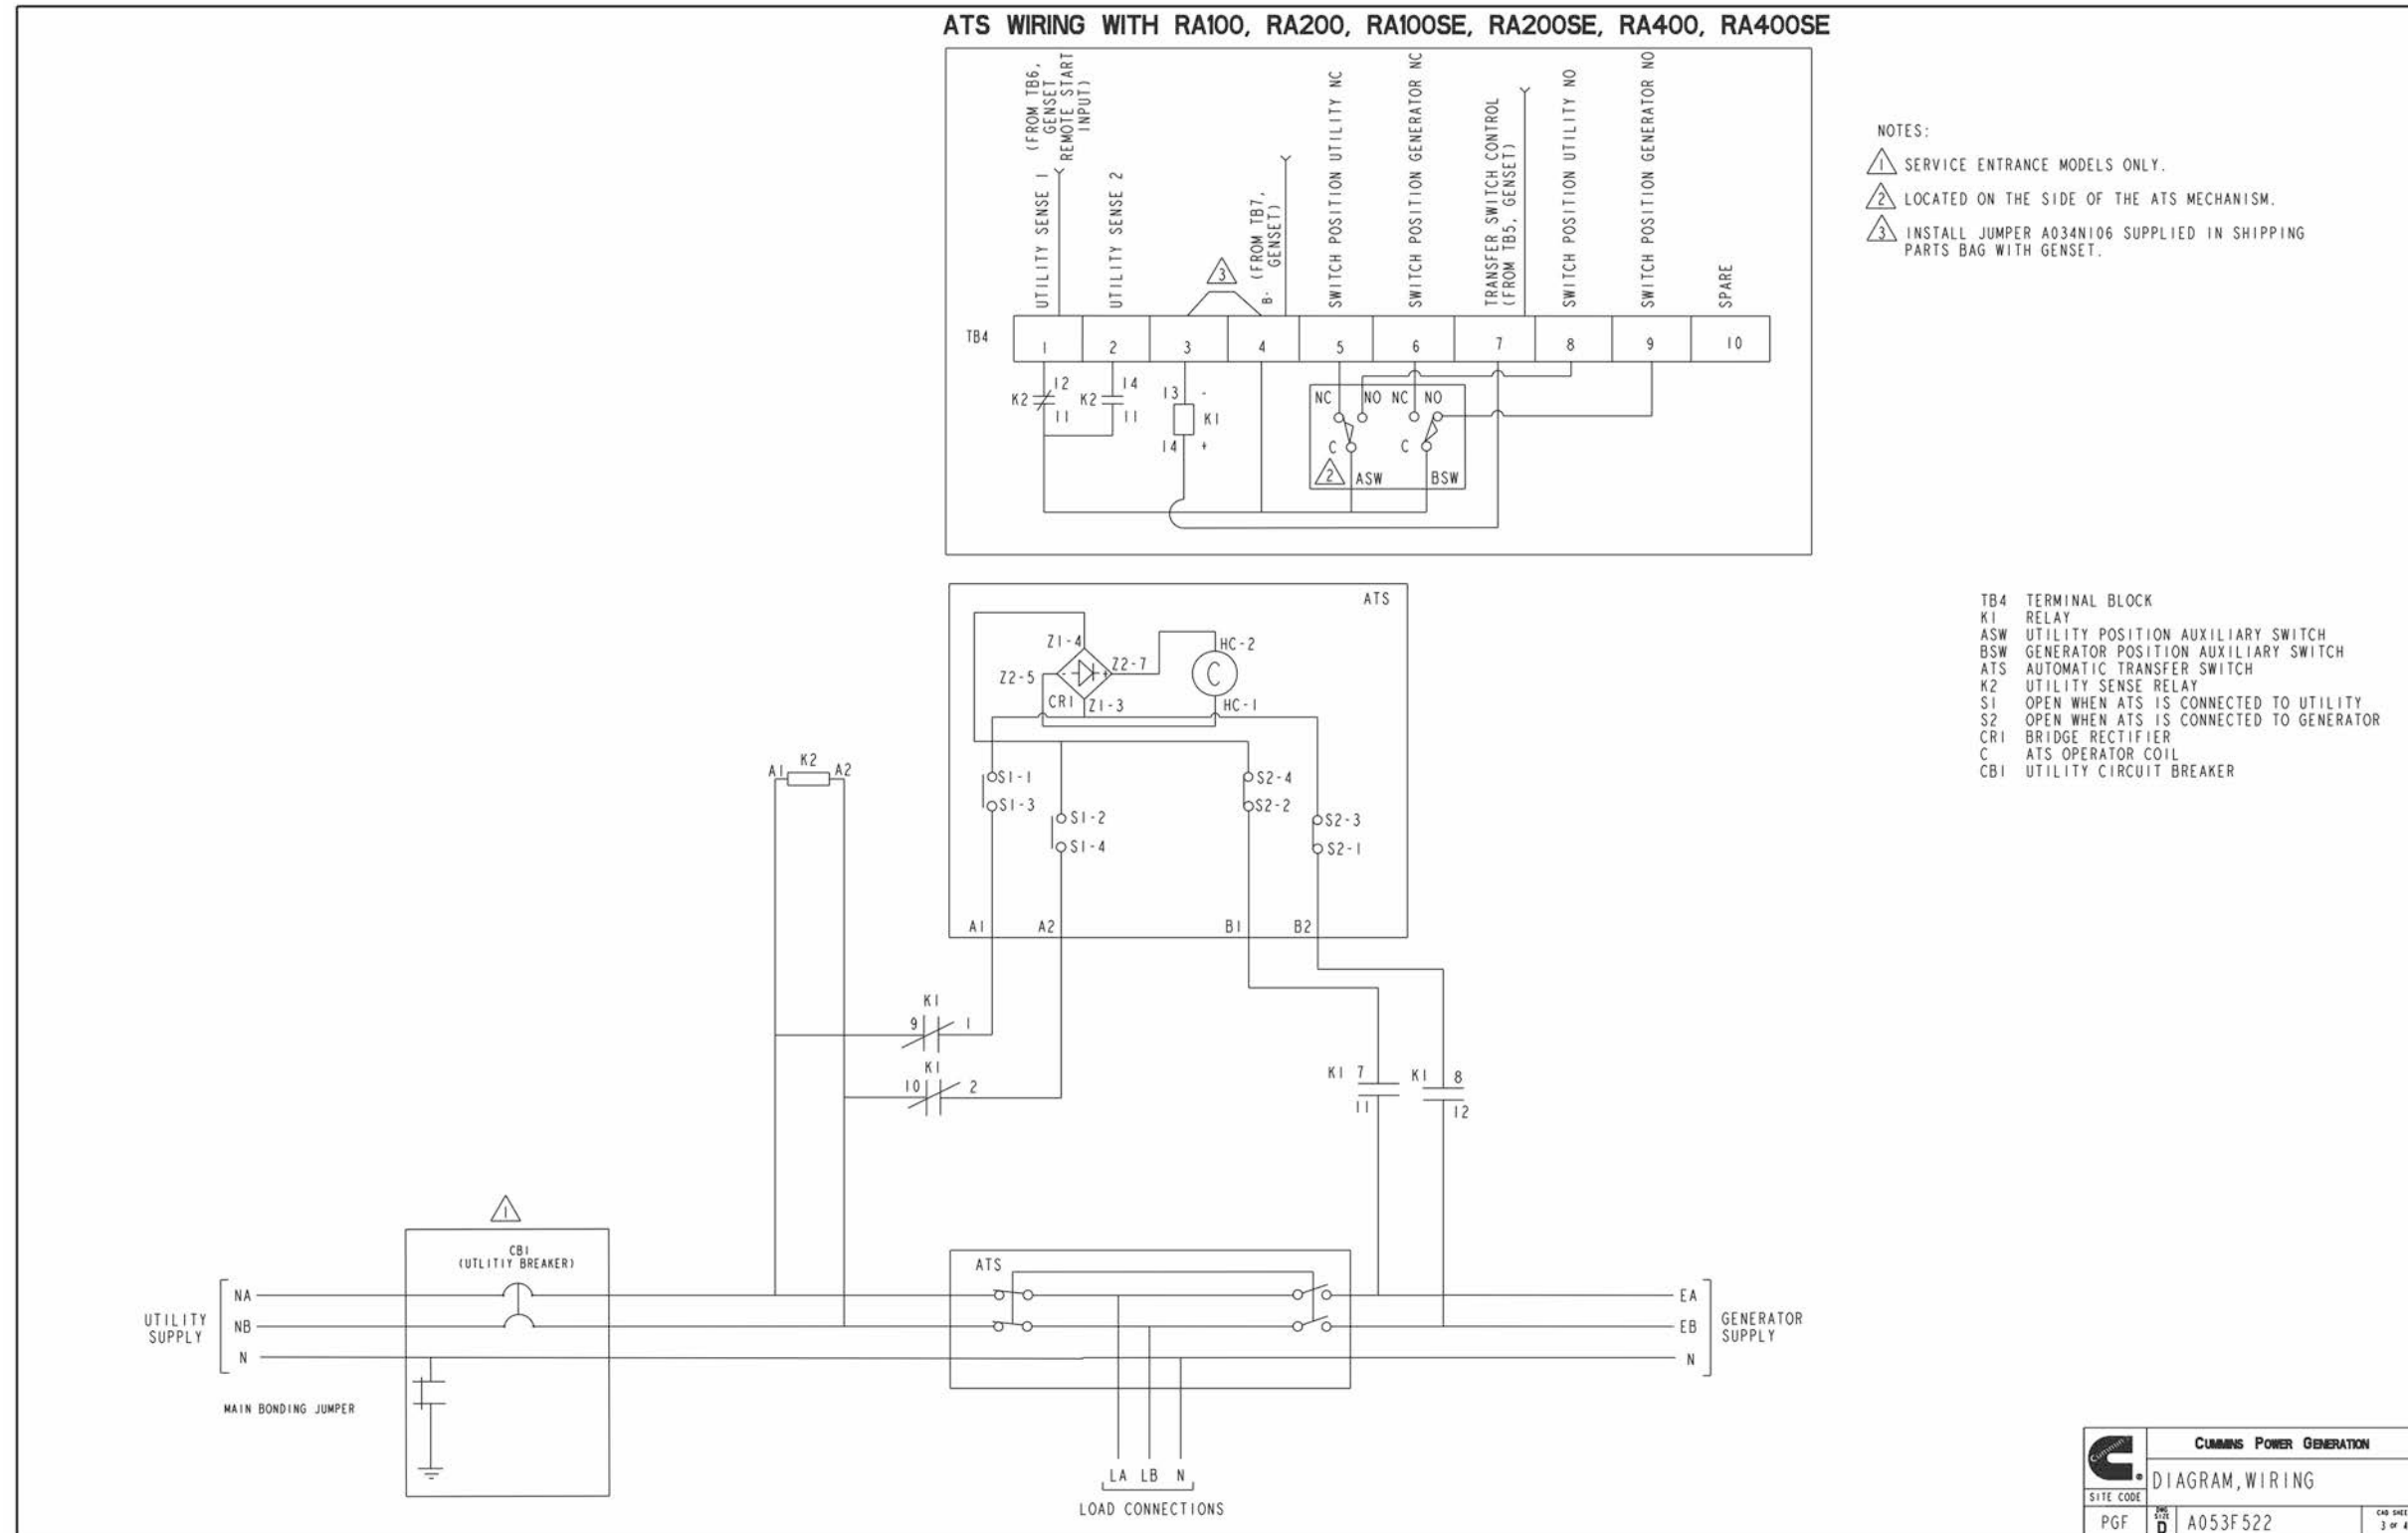 ATS WIRING WITH RA100, RA200, RA100SE, RA200SE, RA400, RA400SE
(FROM TB6,
GENSET
REMOTE START
INPUT)
UTILITY SENSE 1
UTILITY SENSE 2
3
B-
(FROM TB7,
GENSET)
SWITCH POSITION UTILITY NC
SWITCH POSITION GENERATOR NC
TRANSFER SWITCH CONTROL
(FROM TB5, GENSET)
SWITCH POSITION UTILITY NO
SWITCH POSITION GENERATOR NO
SPARE
TB4
1 2 3 4 5 6 7 8 9 10
K2 12
11
K2 14
11
13 -
K1
14 +
NC NO NC NO
C C
2 ASW BSW
NOTES:
1 SERVICE ENTRANCE MODELS ONLY.
2 LOCATED ON THE SIDE OF THE ATS MECHANISM.
3 INSTALL JUMPER A034N106 SUPPLIED IN SHIPPING
PARTS BAG WITH GENSET.
ATS
Z1-4
HC-2
Z2-7
Z2-5
- +
C
CR1
Z1-3
HC-1
A1 K2 A2
S1-1
S1-3
S1-2
S1-4
S2-4
S2-2
S2-3
S2-1
A1 A2 B1 B2
TB4 TERMINAL BLOCK
K1 RELAY
ASW UTILITY POSITION AUXILIARY SWITCH
BSW GENERATOR POSITION AUXILIARY SWITCH
ATS AUTOMATIC TRANSFER SWITCH
K2 UTILITY SENSE RELAY
S1 OPEN WHEN ATS IS CONNECTED TO UTILITY
S2 OPEN WHEN ATS IS CONNECTED TO GENERATOR
CR1 BRIDGE RECTIFIER
C ATS OPERATOR COIL
CB1 UTILITY CIRCUIT BREAKER
K1
9 1
K1
10 2
K1 7
11
K1 8
12
1
CB1
(UTLITIY BREAKER)
ATS
UTILITY
SUPPLY
NA
NB
N
EA
EB
N
GENERATOR
SUPPLY
MAIN BONDING JUMPER
LA LB N
LOAD CONNECTIONS
Cummins
CUMMINS POWER GENERATION
DIAGRAM,WIRING
SITE CODE
PGF
DWG
SIZE
D
A053F522
CAD SHEE
3 OF 4